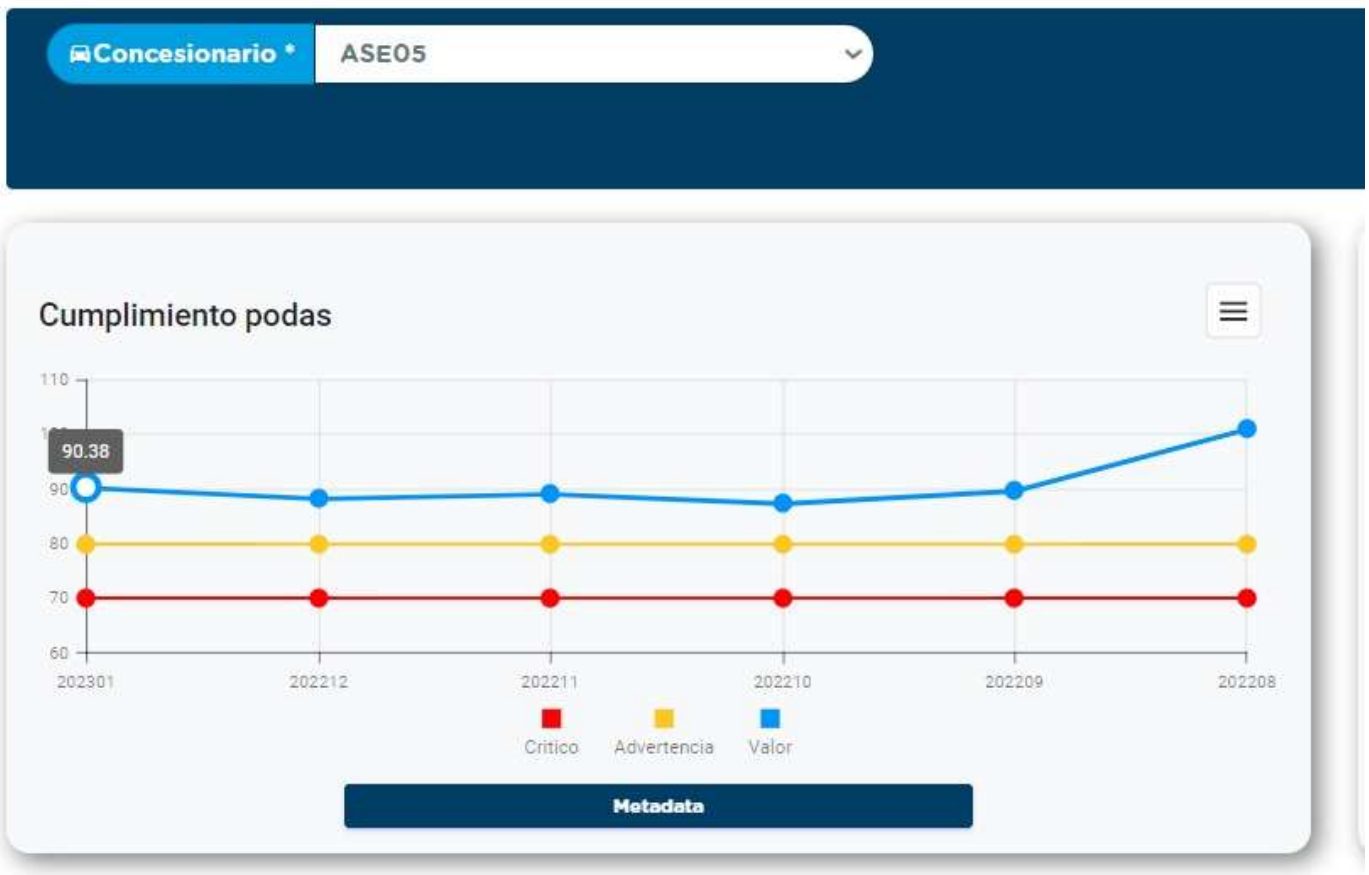 Concesionario *
ASE05
Cumplimiento podas
110
90.38
90
80
70
60
202301 202212 202211 202210 202209 202208
Critico Advertencia Valor
Metadata